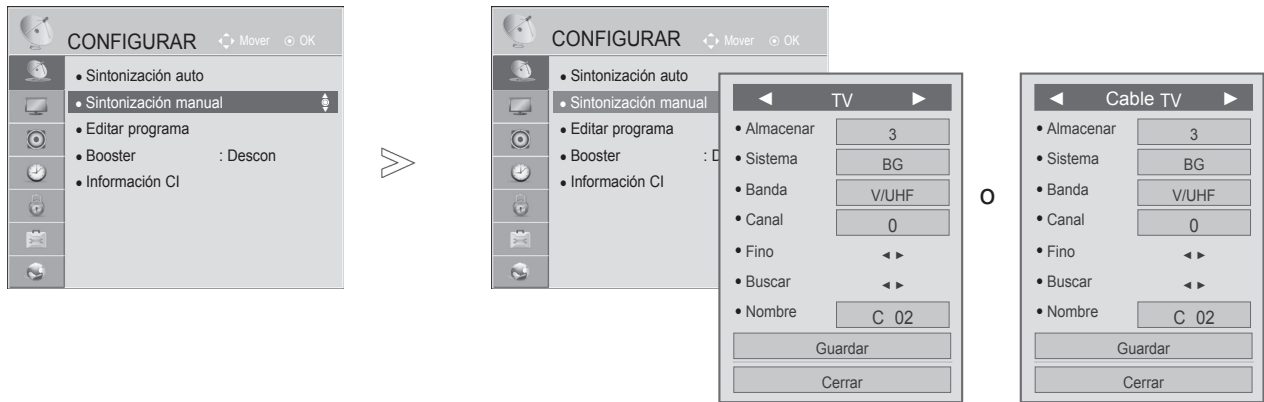 CONFIGURAR Mover OK
• Sintonización auto
• Sintonización manual
• Editar programa
• Booster : Descon
• Información CI
CONFIGURAR Mover OK
• Sintonización auto
• Sintonización manual
• Editar programa
• Booster : D
• Información CI
◄ TV ►
• Almacenar 3
• Sistema BG
• Banda V/UHF
• Canal 0
• Fino ◄ ►
• Buscar ◄ ►
• Nombre C 02
Guardar
Cerrar
o
◄ Cable TV ►
• Almacenar 3
• Sistema BG
• Banda V/UHF
• Canal 0
• Fino ◄ ►
• Buscar ◄ ►
• Nombre C 02
Guardar
Cerrar